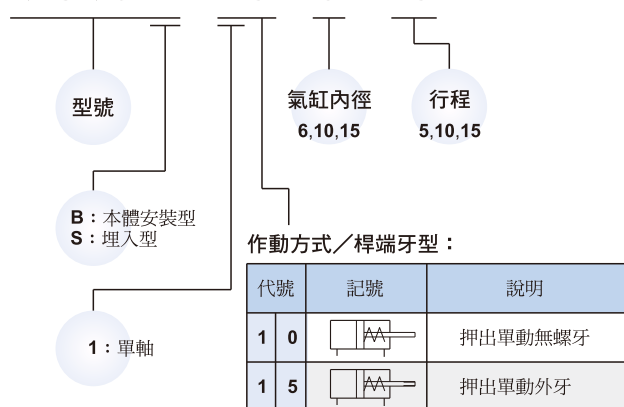 型號
氣缸內徑
6,10,15
行程
5,10,15
B：本體安裝型
S：埋入型
1：單軸
作動方式／桿端牙型：
代號 記號 說明
1 0 押出單動無螺牙
1 5 押出單動外牙